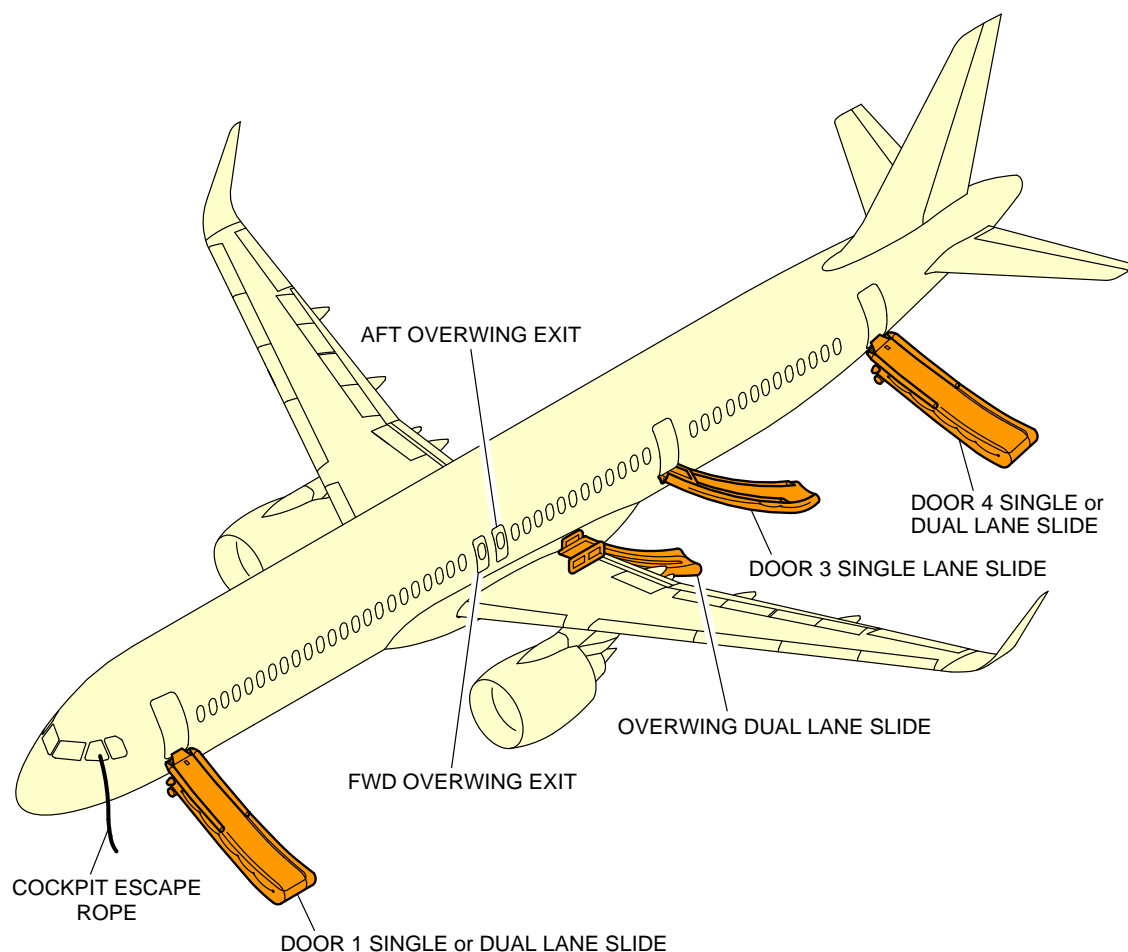 AFT OVERWING EXIT
DOOR 4 SINGLE or
DUAL LANE SLIDE
DOOR 3 SINGLE LANE SLIDE
OVERWING DUAL LANE SLIDE
FWD OVERWING EXIT
COCKPIT ESCAPE
ROPE
DOOR 1 SINGLE or DUAL LANE SLIDE